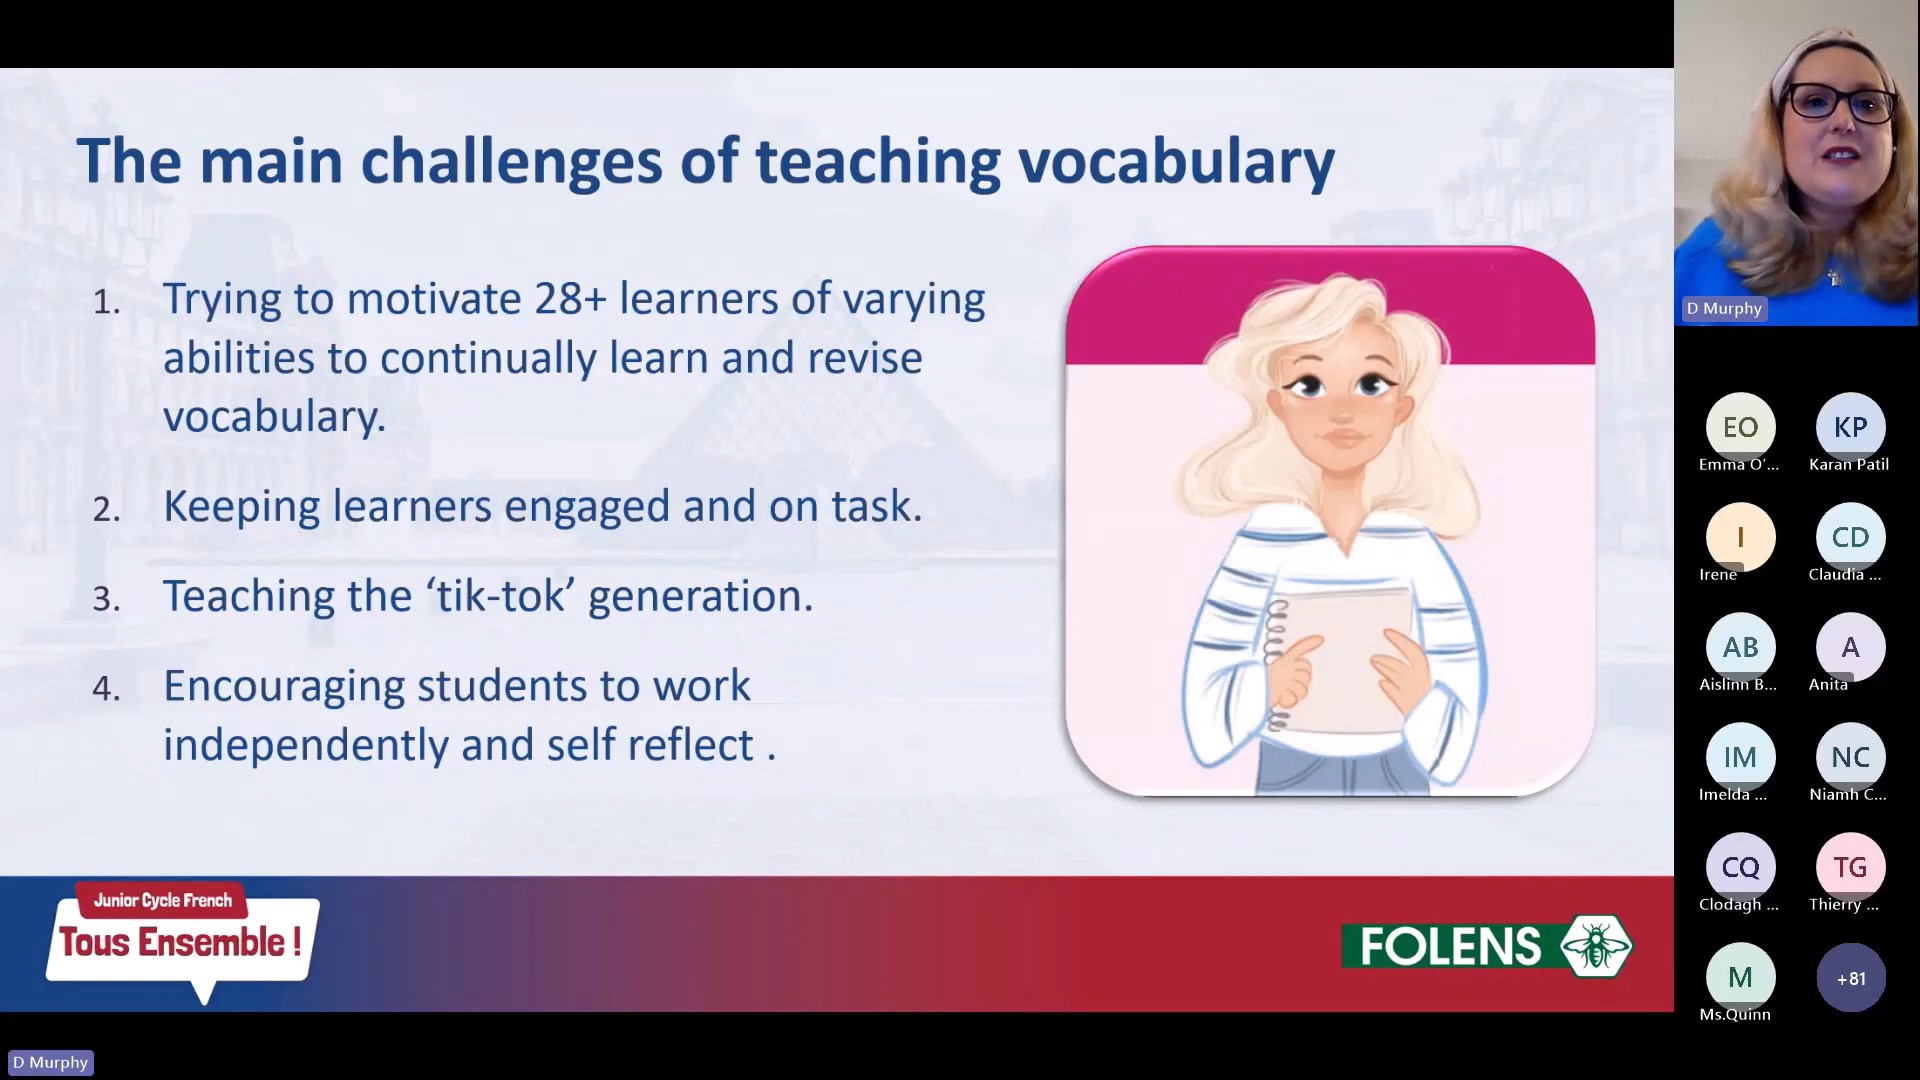 The main challenges of teaching vocabulary
1. Trying to motivate 28+ learners of varying
abilities to continually learn and revise
vocabulary.
2. Keeping learners engaged and on task.
3. Teaching the ‘tik-tok’ generation.
4. Encouraging students to work
independently and self reflect .
Junior Cycle French
Tous Ensemble !
FOLENS
D Murphy
D Murphy
EO
Emma O’...
KP
Karan Patil
I
Irene
CD
Claudia ...
AB
Aislinn B...
A
Anita
IM
Imelda ...
NC
Niamh C...
CQ
Clodagh ...
TG
Thierry ...
M
Ms.Quinn
+81